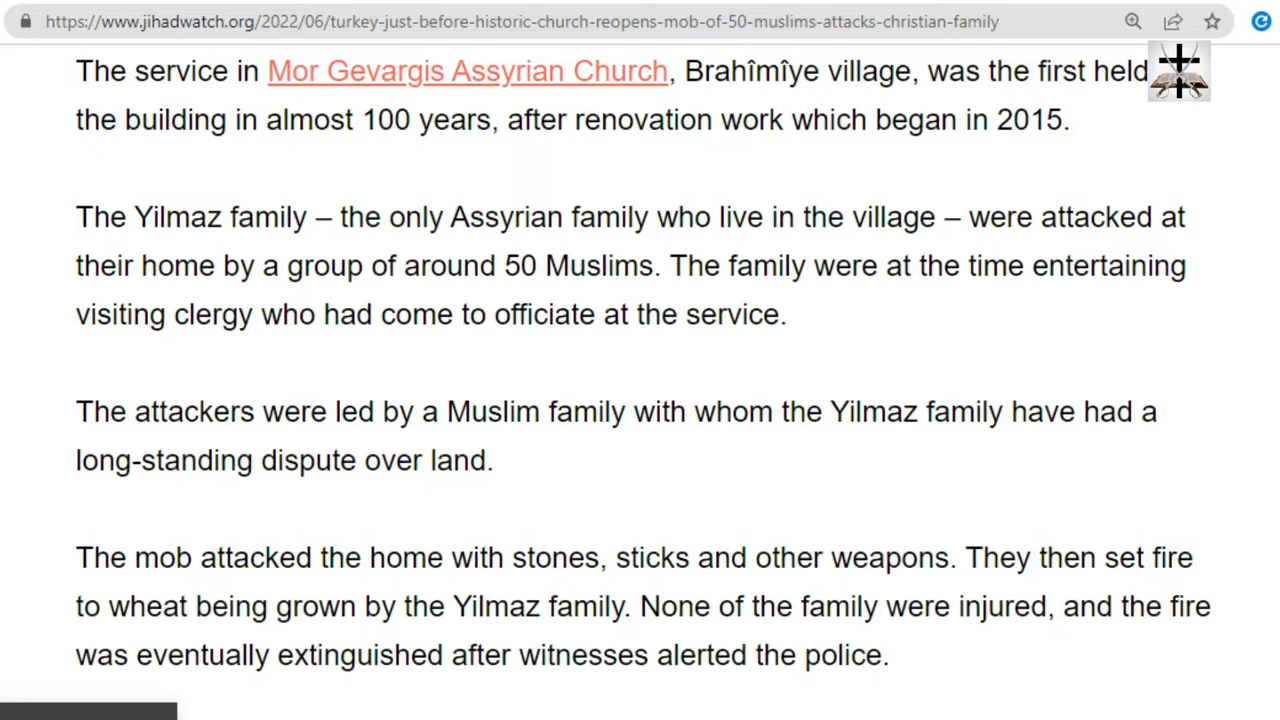 https://www.jihadwatch.org/2022/06/turkey-just-before-historic-church-reopens-mob-of-50-muslims-attacks-christian-family
The service in Mor Gevargis Assyrian Church, Brahîmîye village, was the first held
the building in almost 100 years, after renovation work which began in 2015.
The Yilmaz family – the only Assyrian family who live in the village – were attacked at
their home by a group of around 50 Muslims. The family were at the time entertaining
visiting clergy who had come to officiate at the service.
The attackers were led by a Muslim family with whom the Yilmaz family have had a
long-standing dispute over land.
The mob attacked the home with stones, sticks and other weapons. They then set fire
to wheat being grown by the Yilmaz family. None of the family were injured, and the fire
was eventually extinguished after witnesses alerted the police.